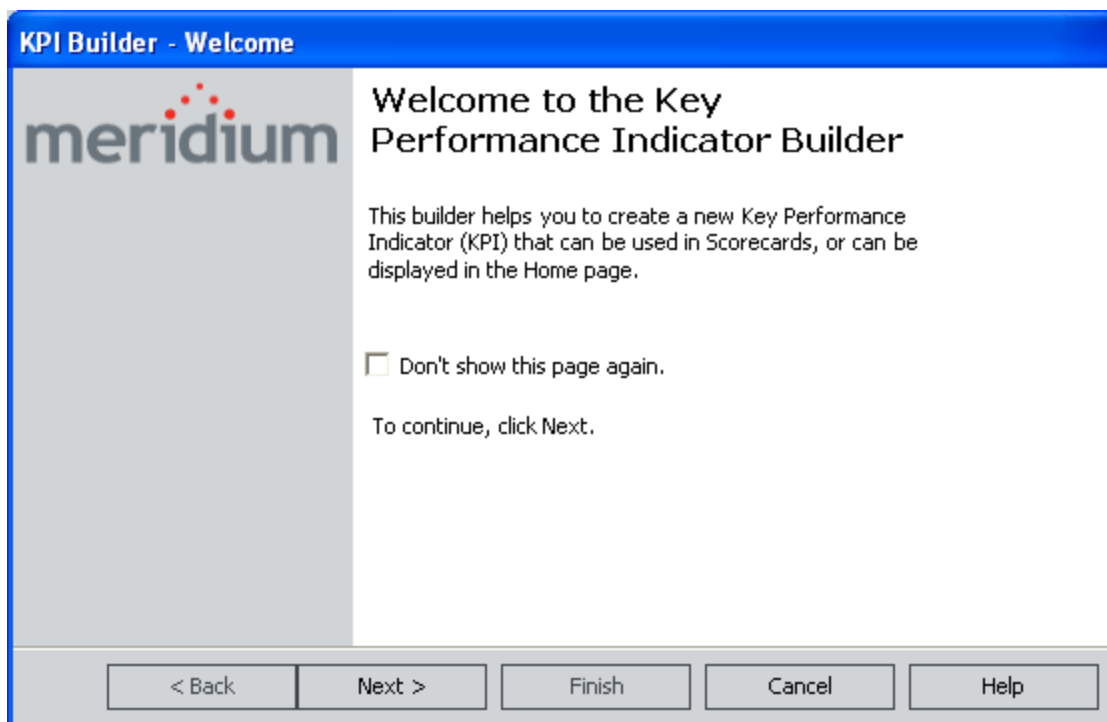 KPI Builder - Welcome
meridium
Welcome to the Key
Performance Indicator Builder
This builder helps you to create a new Key Performance
Indicator (KPI) that can be used in Scorecards, or can be
displayed in the Home page.
Don't show this page again.
To continue, click Next.
< Back
Next >
Finish
Cancel
Help